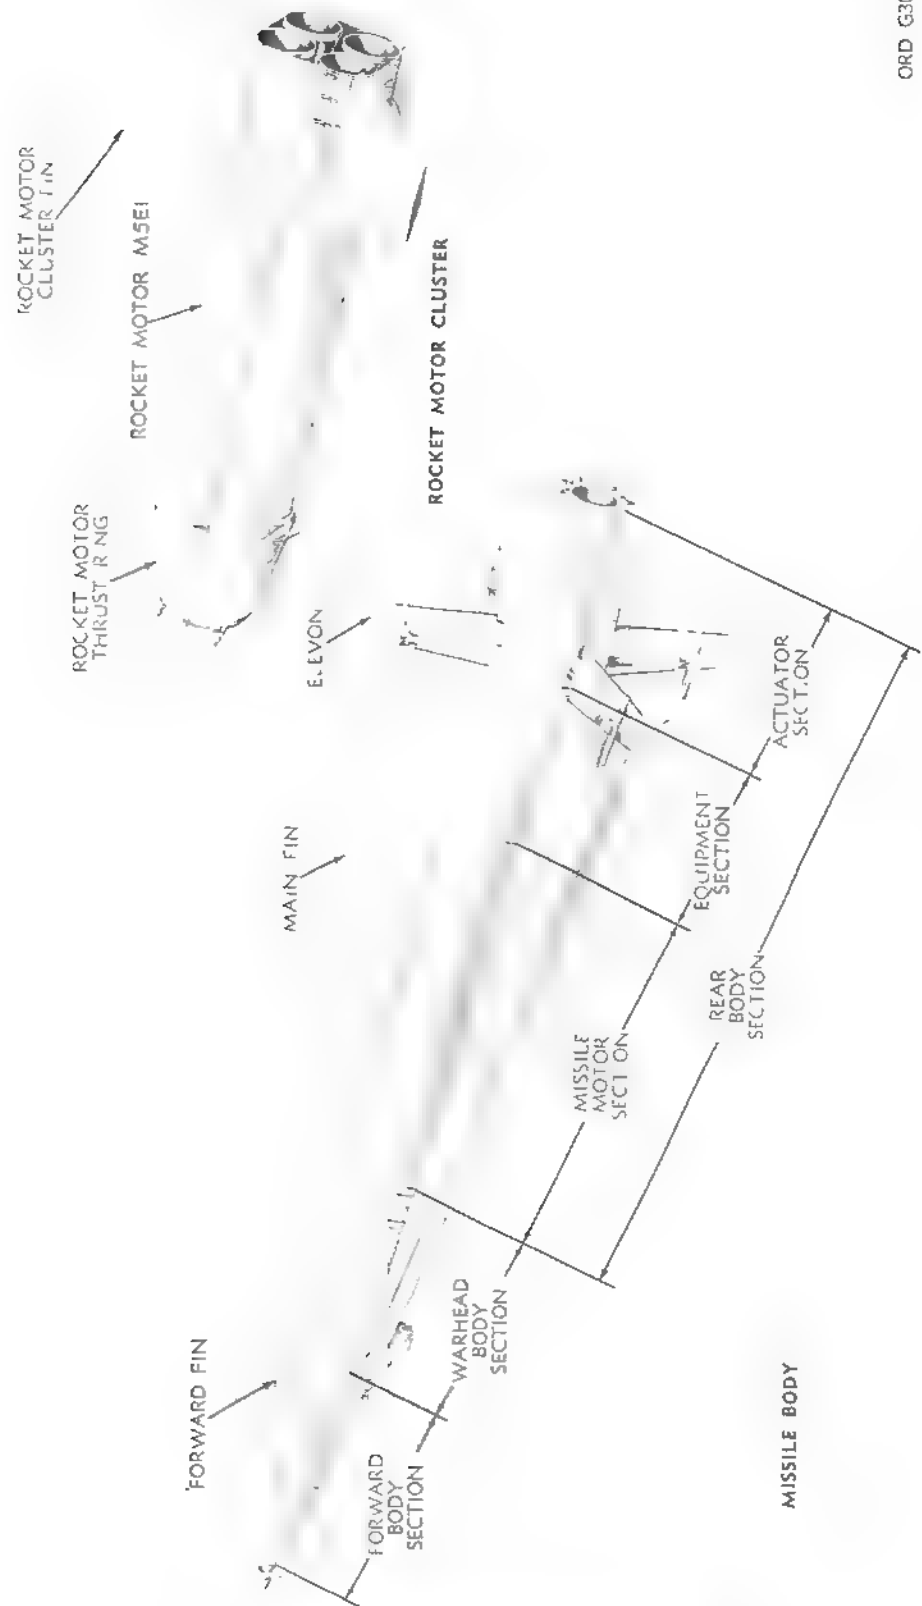 ROCKET MOTOR
CLUSTER FIN
ROCKET MOTOR M5E1
ROCKET MOTOR
THRUST RING
ROCKET MOTOR CLUSTER
ELEVON
MAIN FIN
FORWARD FIN
FORWARD
BODY
SECTION
WARHEAD
BODY
SECTION
MISSILE
MOTOR
SECTION
EQUIPMENT
SECTION
ACTUATOR
SECTION
REAR
BODY
SECTION
MISSILE BODY
ORD